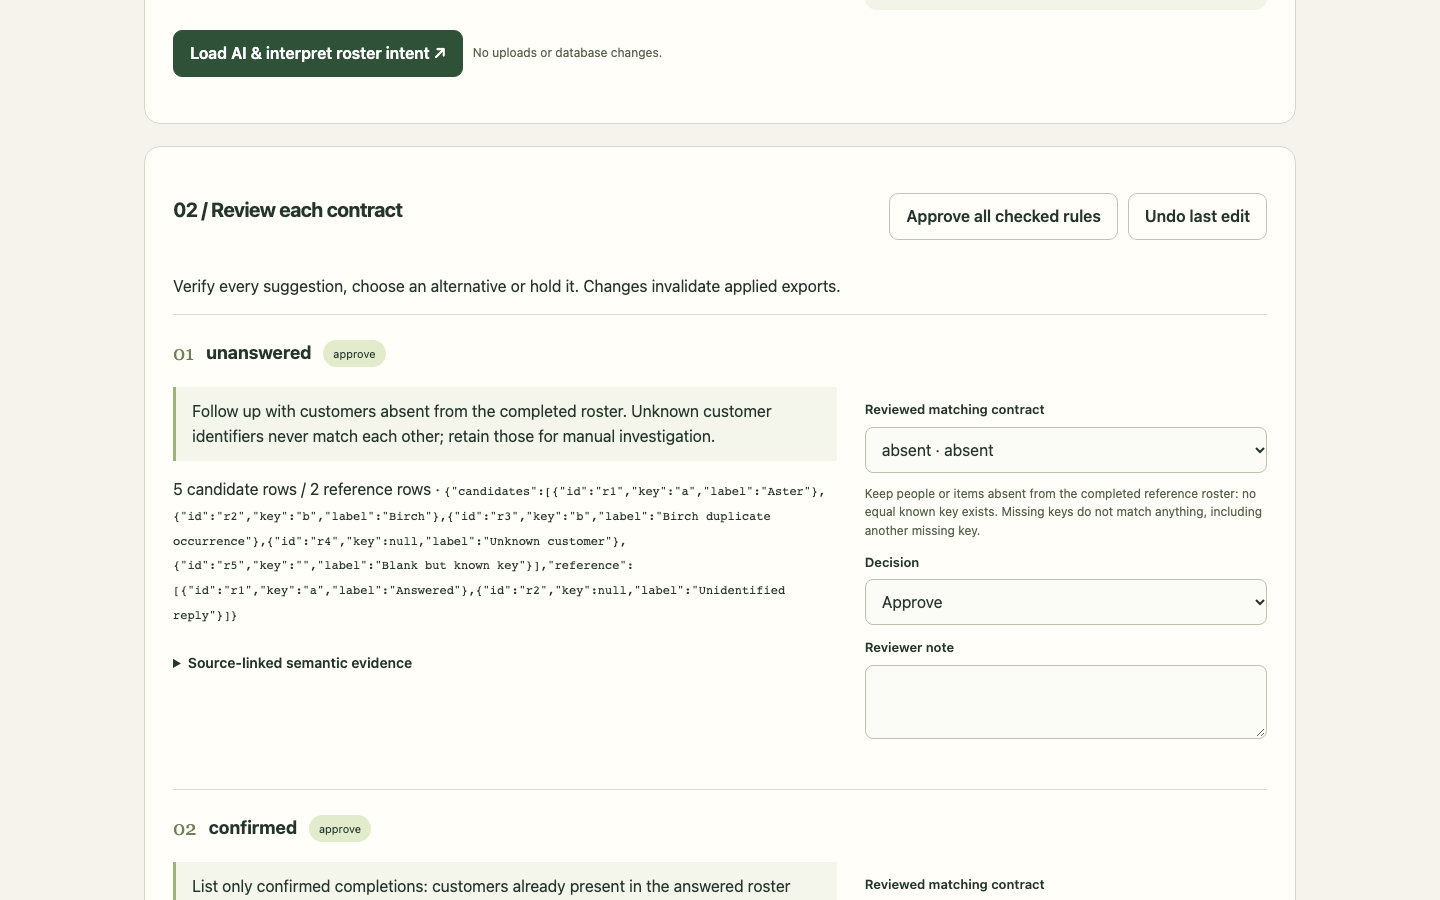 Load AI & interpret roster intent ↗
No uploads or database changes.
02 / Review each contract
Approve all checked rules
Undo last edit
Verify every suggestion, choose an alternative or hold it. Changes invalidate applied exports.
01 unanswered approve
Follow up with customers absent from the completed roster. Unknown customer
identifiers never match each other; retain those for manual investigation.
5 candidate rows / 2 reference rows · {"candidates":[{"id":"r1","key":"a","label":"Aster"},
{"id":"r2","key":"b","label":"Birch"},{"id":"r3","key":"b","label":"Birch duplicate
occurrence"},{"id":"r4","key":null,"label":"Unknown customer"},
{"id":"r5","key":"","label":"Blank but known key"}],"reference":
[{"id":"r1","key":"a","label":"Answered"},{"id":"r2","key":null,"label":"Unidentified
reply"}]}
▶ Source-linked semantic evidence
Reviewed matching contract
absent · absent
Keep people or items absent from the completed reference roster: no
equal known key exists. Missing keys do not match anything, including
another missing key.
Decision
Approve
Reviewer note
02 confirmed approve
List only confirmed completions: customers already present in the answered roster
Reviewed matching contract